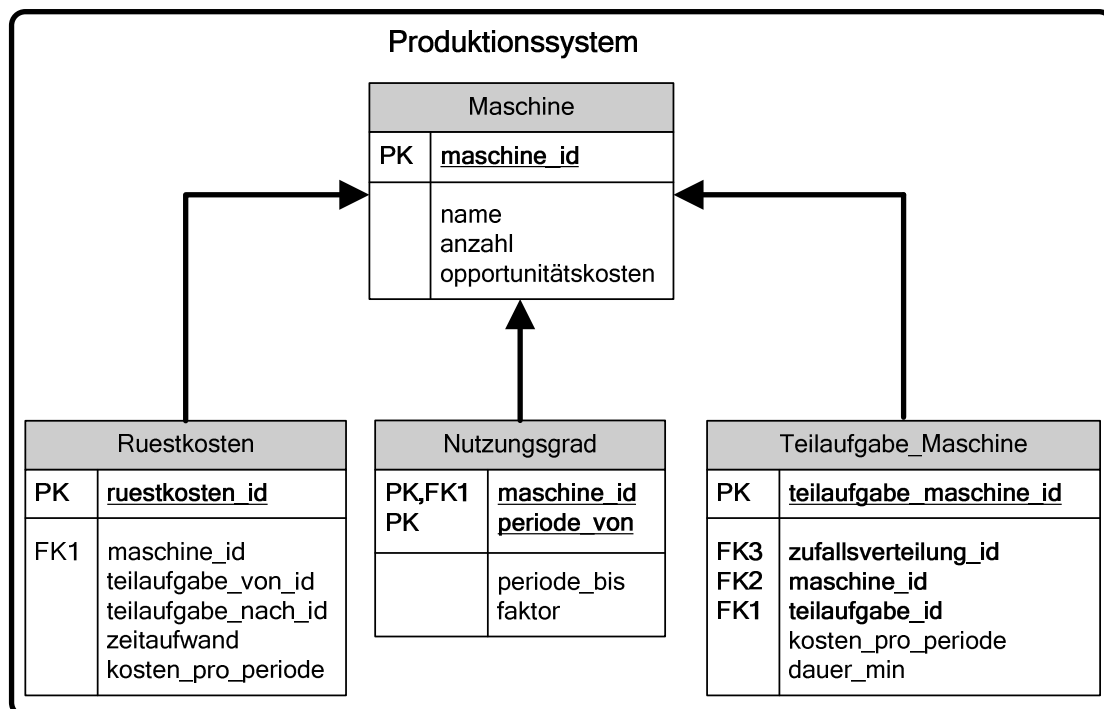 Produktionssystem
Maschine
PK maschine_id
name
anzahl
opportunitätskosten
Ruestkosten
PK ruestkosten_id
FK1 maschine_id
teilaufgabe_von_id
teilaufgabe_nach_id
zeitaufwand
kosten_pro_periode
Nutzungsgrad
PK,FK1 maschine_id
PK periode_von
periode_bis
faktor
Teilaufgabe_Maschine
PK teilaufgabe_maschine_id
FK3 zufallsverteilung_id
FK2 maschine_id
FK1 teilaufgabe_id
kosten_pro_periode
dauer_min